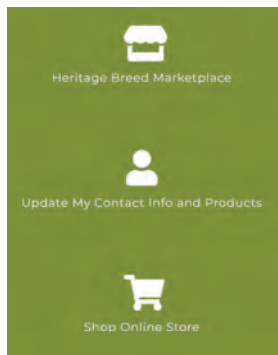 Heritage Breed Marketplace
Update My Contact Info and Products
Shop Online Store